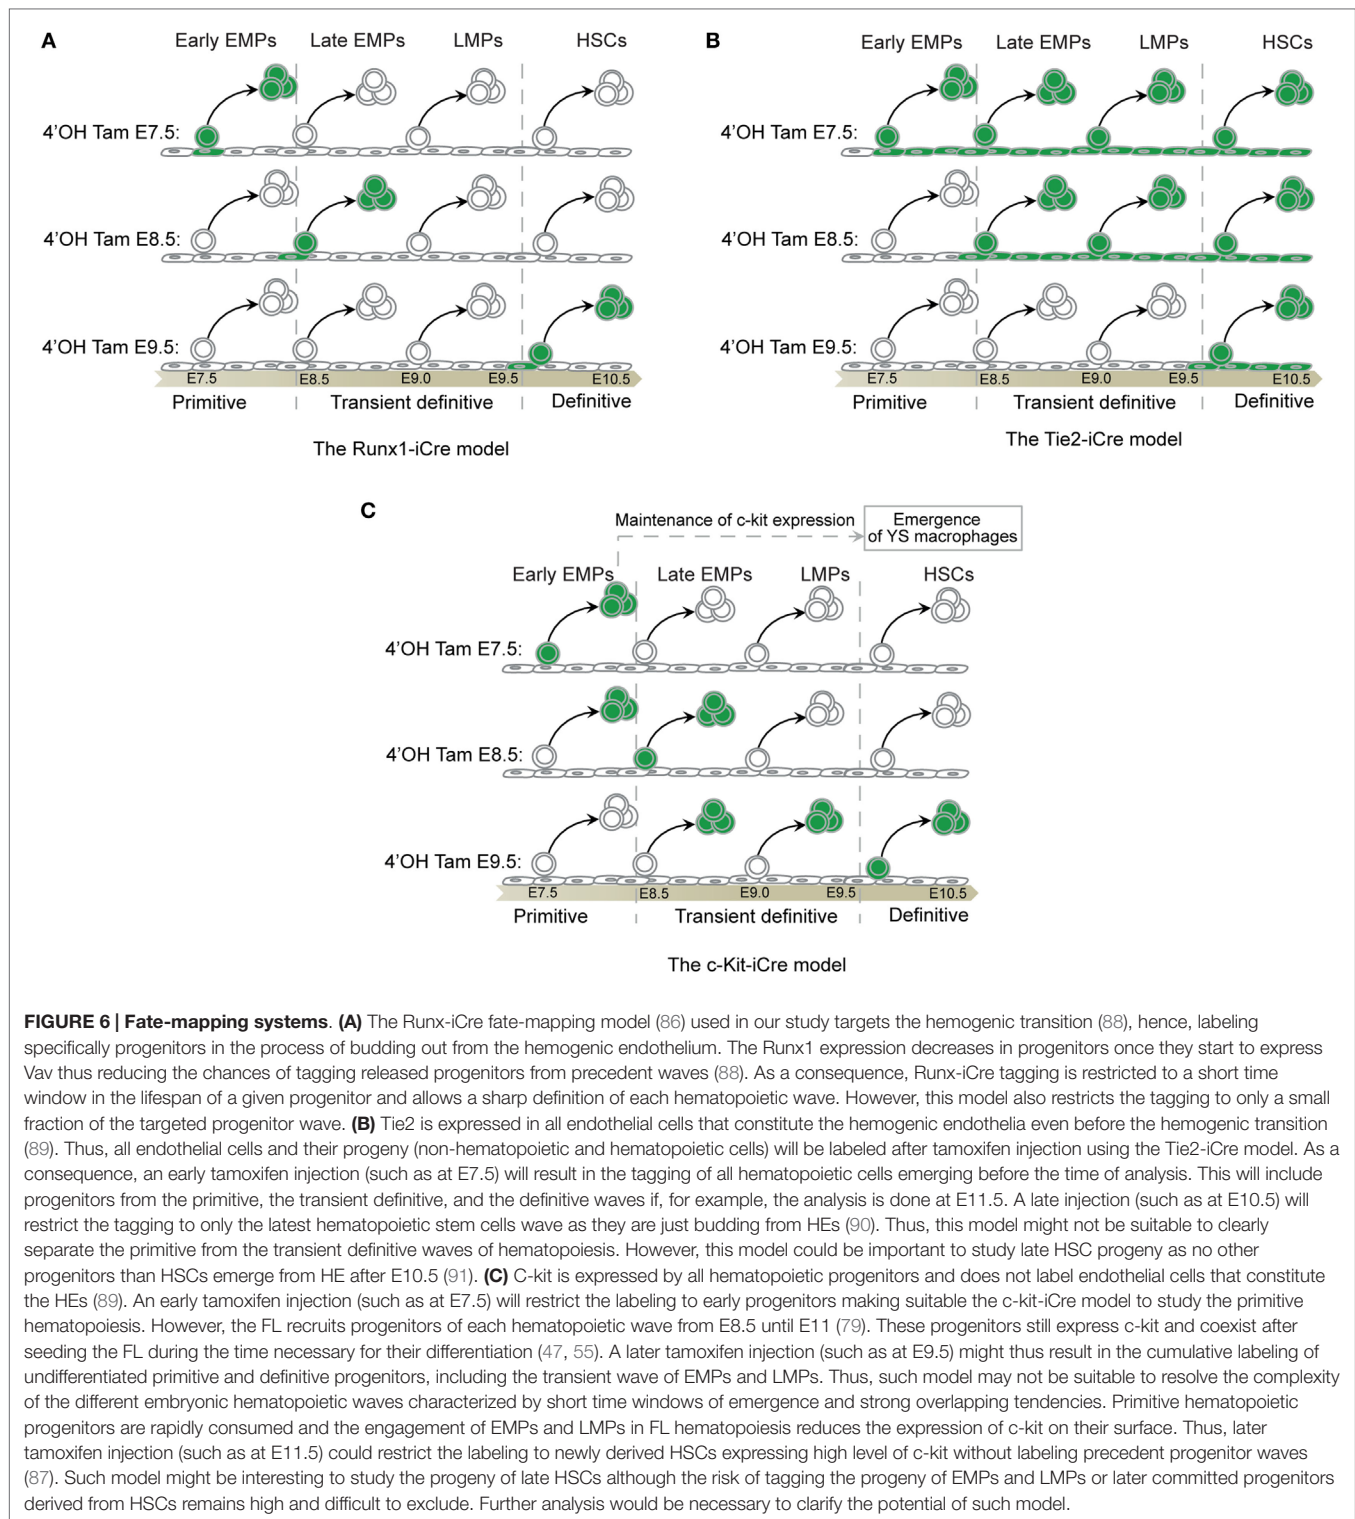 A
Early EMPs
Late EMPs
LMPs
HSCs
4'OH Tam E7.5:
4'OH Tam E8.5:
4'OH Tam E9.5:
E7.5
E8.5
E9.0
E9.5
E10.5
Primitive
Transient definitive
Definitive
The Runx1-iCre model
B
Early EMPs
Late EMPs
LMPs
HSCs
4'OH Tam E7.5:
4'OH Tam E8.5:
4'OH Tam E9.5:
E7.5
E8.5
E9.0
E9.5
E10.5
Primitive
Transient definitive
Definitive
The Tie2-iCre model
C
Maintenance of c-kit expression
Emergence
of YS macrophages
Early EMPs
Late EMPs
LMPs
HSCs
4'OH Tam E7.5:
4'OH Tam E8.5:
4'OH Tam E9.5:
E7.5
E8.5
E9.0
E9.5
E10.5
Primitive
Transient definitive
Definitive
The c-Kit-iCre model
FIGURE 6 | Fate-mapping systems. (A) The Runx-iCre fate-mapping model (86) used in our study targets the hemogenic transition (88), hence, labeling
specifically progenitors in the process of budding out from the hemogenic endothelium. The Runx1 expression decreases in progenitors once they start to express
Vav thus reducing the chances of tagging released progenitors from precedent waves (88). As a consequence, Runx-iCre tagging is restricted to a short time
window in the lifespan of a given progenitor and allows a sharp definition of each hematopoietic wave. However, this model also restricts the tagging to only a small
fraction of the targeted progenitor wave. (B) Tie2 is expressed in all endothelial cells that constitute the hemogenic endothelia even before the hemogenic transition
(89). Thus, all endothelial cells and their progeny (non-hematopoietic and hematopoietic cells) will be labeled after tamoxifen injection using the Tie2-iCre model. As a
consequence, an early tamoxifen injection (such as at E7.5) will result in the tagging of all hematopoietic cells emerging before the time of analysis. This will include
progenitors from the primitive, the transient definitive, and the definitive waves if, for example, the analysis is done at E11.5. A late injection (such as at E10.5) will
restrict the tagging to only the latest hematopoietic stem cells wave as they are just budding from HEs (90). Thus, this model might not be suitable to clearly
separate the primitive from the transient definitive waves of hematopoiesis. However, this model could be important to study late HSC progeny as no other
progenitors than HSCs emerge from HE after E10.5 (91). (C) C-kit is expressed by all hematopoietic progenitors and does not label endothelial cells that constitute
the HEs (89). An early tamoxifen injection (such as at E7.5) will restrict the labeling to early progenitors making suitable the c-kit-iCre model to study the primitive
hematopoiesis. However, the FL recruits progenitors of each hematopoietic wave from E8.5 until E11 (79). These progenitors still express c-kit and coexist after
seeding the FL during the time necessary for their differentiation (47, 55). A later tamoxifen injection (such as at E9.5) might thus result in the cumulative labeling of
undifferentiated primitive and definitive progenitors, including the transient wave of EMPs and LMPs. Thus, such model may not be suitable to resolve the complexity
of the different embryonic hematopoietic waves characterized by short time windows of emergence and strong overlapping tendencies. Primitive hematopoietic
progenitors are rapidly consumed and the engagement of EMPs and LMPs in FL hematopoiesis reduces the expression of c-kit on their surface. Thus, later
tamoxifen injection (such as at E11.5) could restrict the labeling to newly derived HSCs expressing high level of c-kit without labeling precedent progenitor waves
(87). Such model might be interesting to study the progeny of late HSCs although the risk of tagging the progeny of EMPs and LMPs or later committed progenitors
derived from HSCs remains high and difficult to exclude. Further analysis would be necessary to clarify the potential of such model.